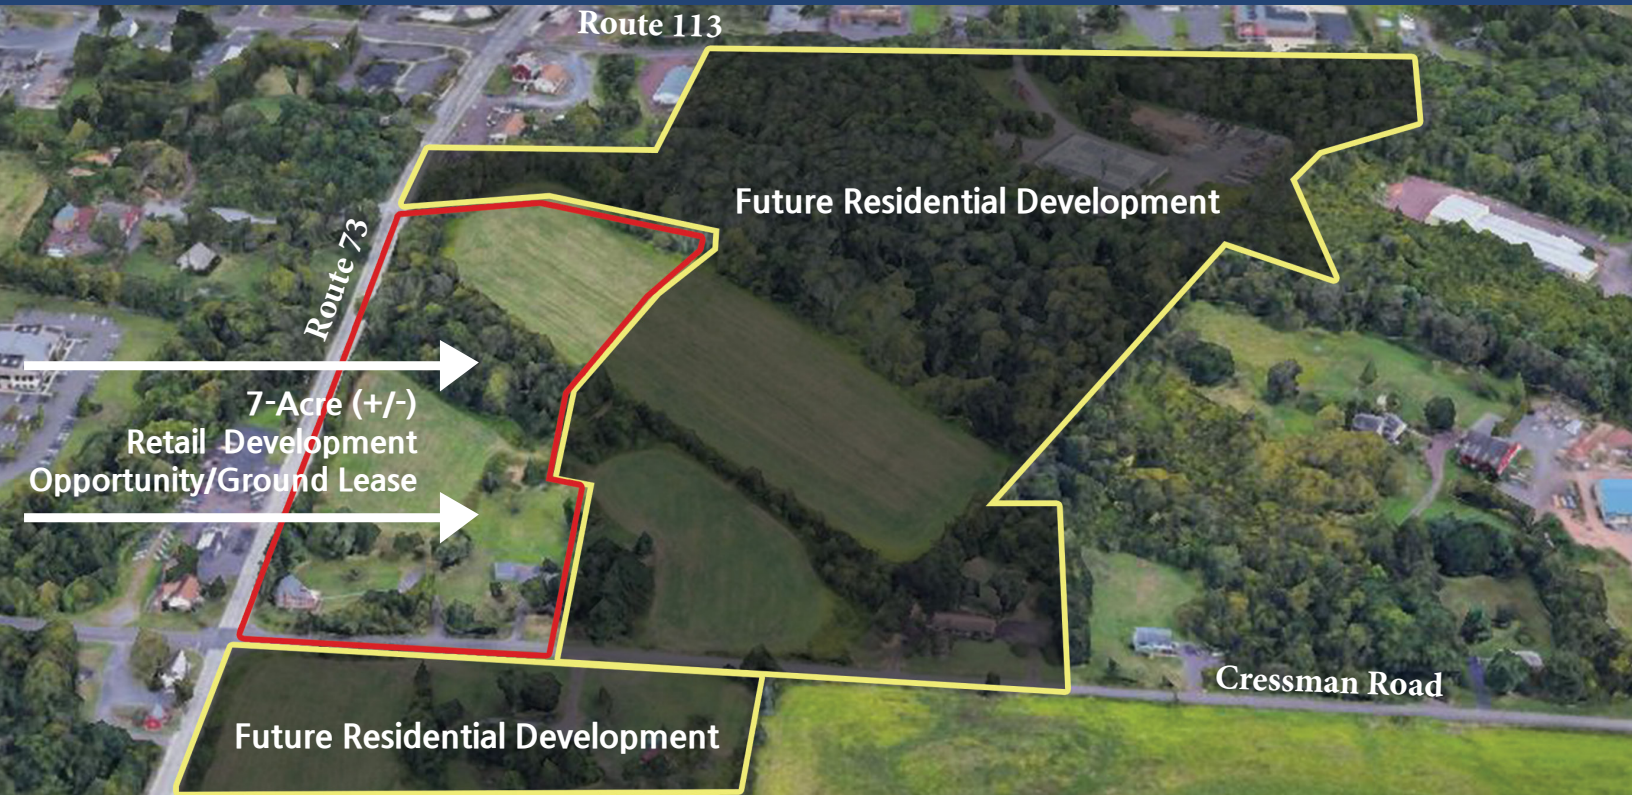 Route 113
Future Residential Development
Route 73
7-Acre (+/-)
Retail Development
Opportunity/Ground Lease
Cressman Road
Future Residential Development